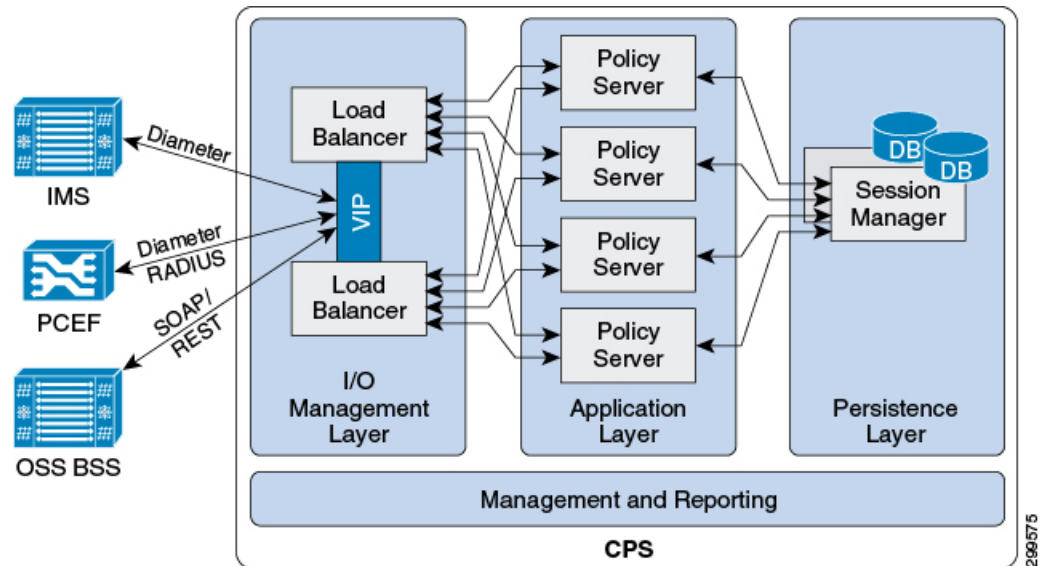 IMS
Diameter
PCEF
Diameter
RADIUS
OSS BSS
SOAP/
REST
Load
Balancer
VIP
Load
Balancer
I/O
Management
Layer
Policy
Server
Policy
Server
Policy
Server
Policy
Server
Application
Layer
DB
DB
Session
Manager
Persistence
Layer
Management and Reporting
CPS
299575